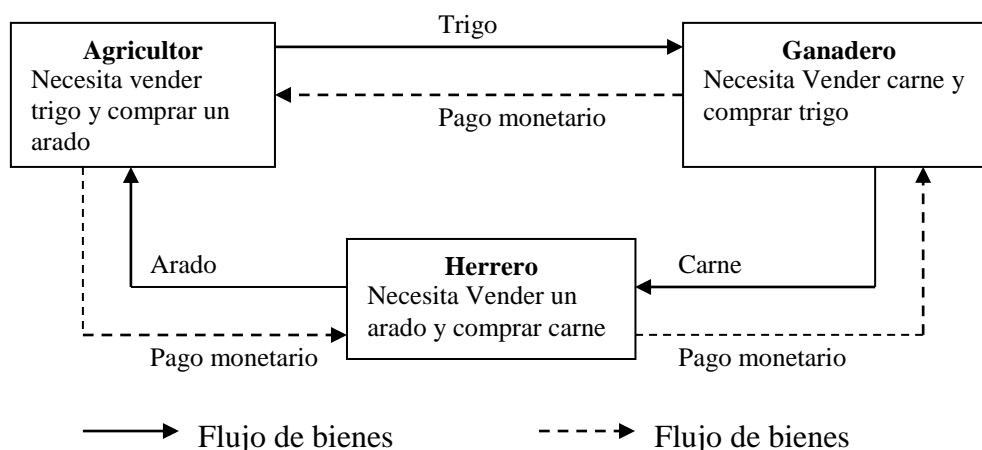 Trigo
Agricultor
Necesita vender
trigo y comprar un
arado
Ganadero
Necesita Vender carne y
comprar trigo
Pago monetario
Arado
Carne
Herrero
Necesita Vender un
arado y comprar carne
Pago monetario
Pago monetario
Flujo de bienes
Flujo de bienes